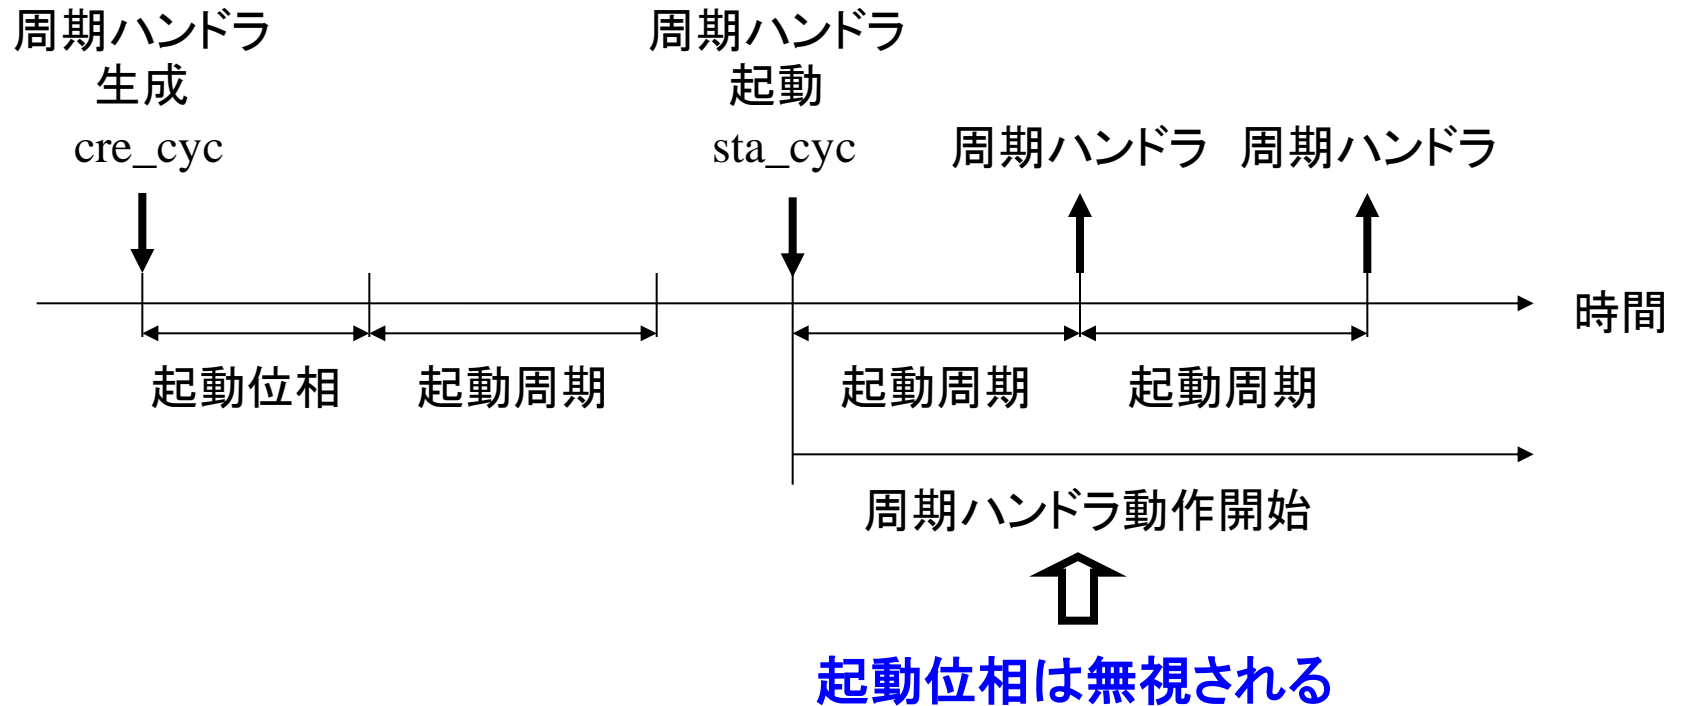 周期ハンドラ
生成
cre_cyc
周期ハンドラ
起動
sta_cyc
周期ハンドラ
周期ハンドラ
時間
起動位相
起動周期
起動周期
起動周期
周期ハンドラ動作開始
起動位相は無視される